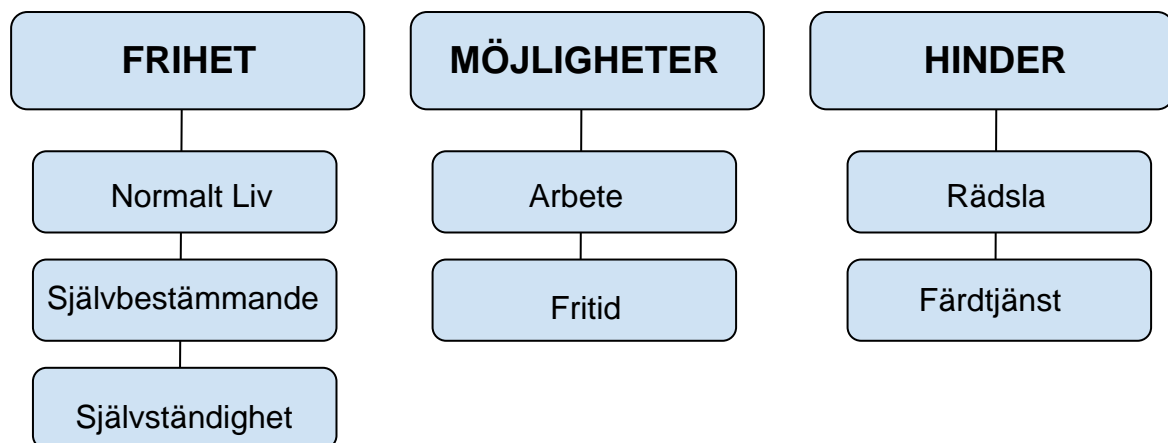 FRIHET
Normalt Liv
Självbestämmande
Självständighet
MÖJLIGHETER
Arbete
Fritid
HINDER
Rädsla
Färdtjänst